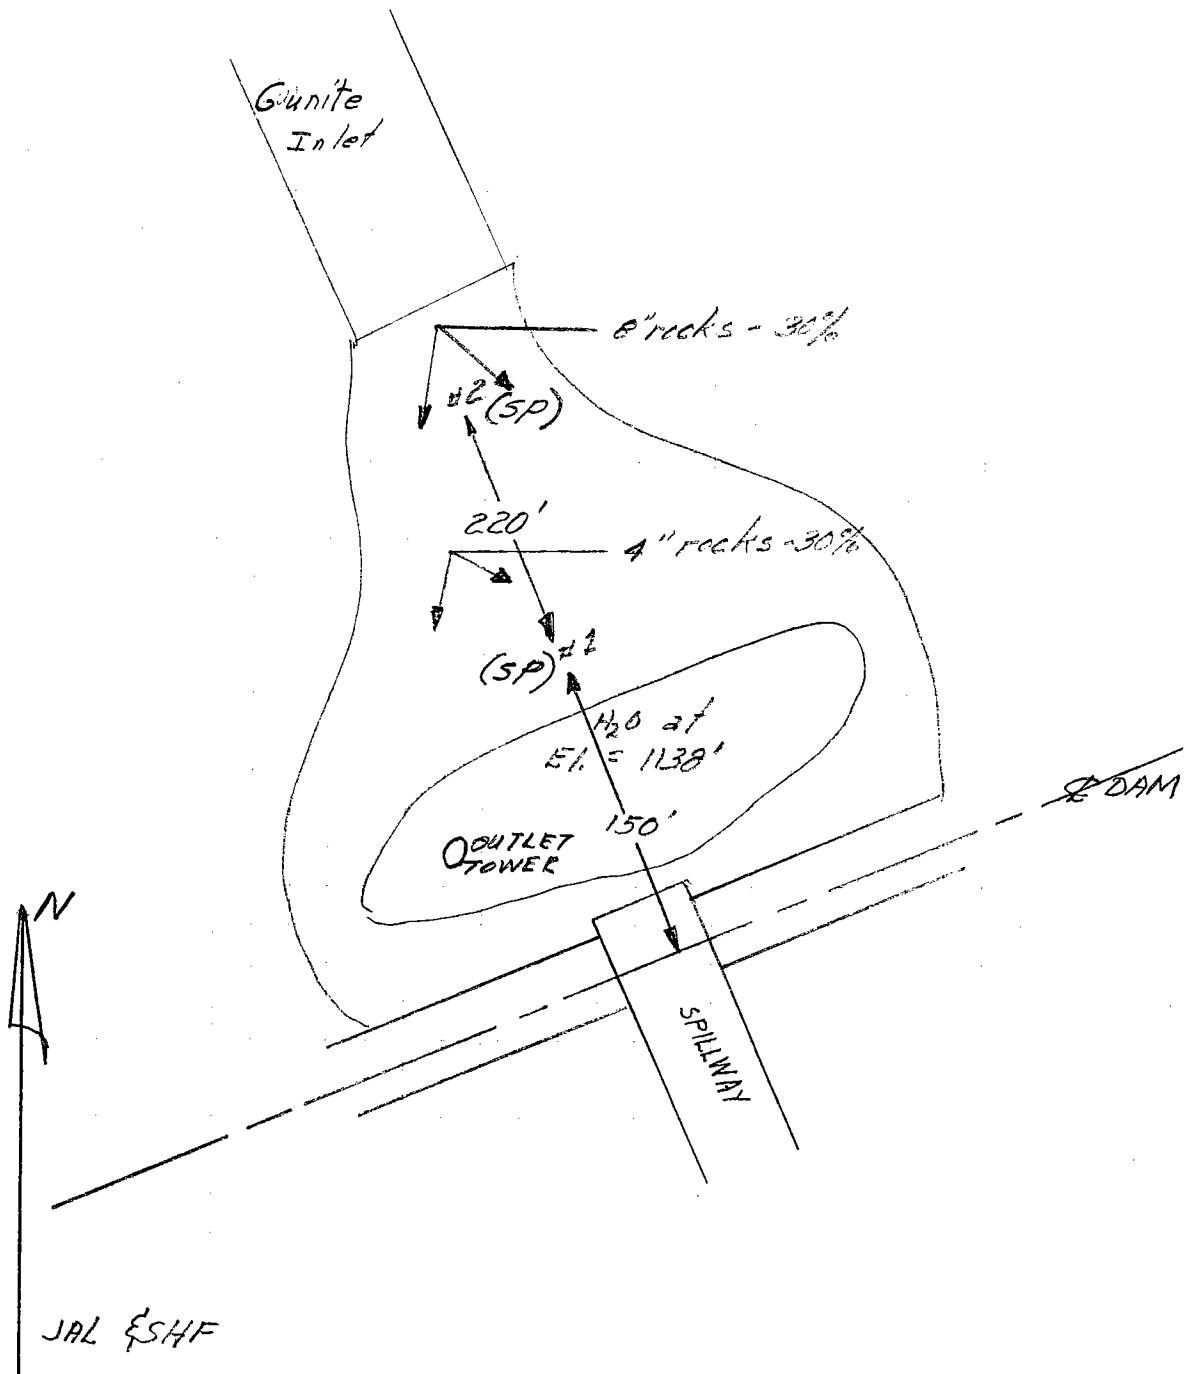 Gunite
Inlet
8" rocks - 30%
#2 (SP)
220'
4" rocks -30%
(SP) #1
H₂O at
El. = 1138'
150'
OUTLET
TOWER
℄ DAM
N
SPILLWAY
JAL & SHF